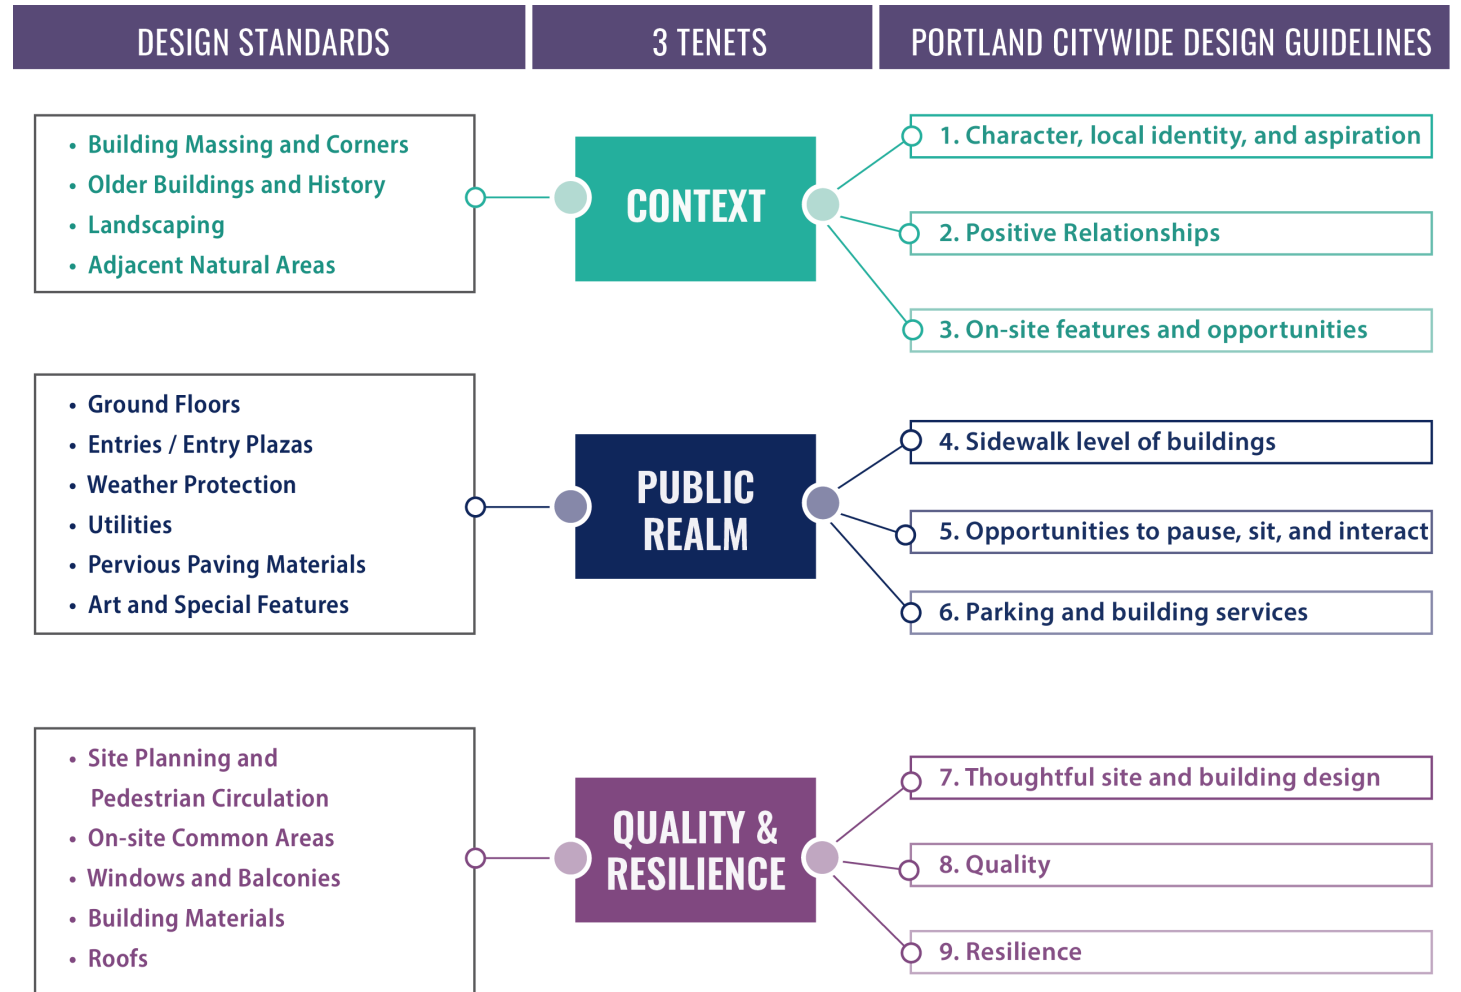 DESIGN STANDARDS
3 TENETS
PORTLAND CITYWIDE DESIGN GUIDELINES
• Building Massing and Corners
• Older Buildings and History
• Landscaping
• Adjacent Natural Areas
CONTEXT
1. Character, local identity, and aspiration
2. Positive Relationships
3. On-site features and opportunities
• Ground Floors
• Entries / Entry Plazas
• Weather Protection
• Utilities
• Pervious Paving Materials
• Art and Special Features
PUBLIC
REALM
4. Sidewalk level of buildings
5. Opportunities to pause, sit, and interact
6. Parking and building services
• Site Planning and
Pedestrian Circulation
• On-site Common Areas
• Windows and Balconies
• Building Materials
• Roofs
QUALITY &
RESILIENCE
7. Thoughtful site and building design
8. Quality
9. Resilience